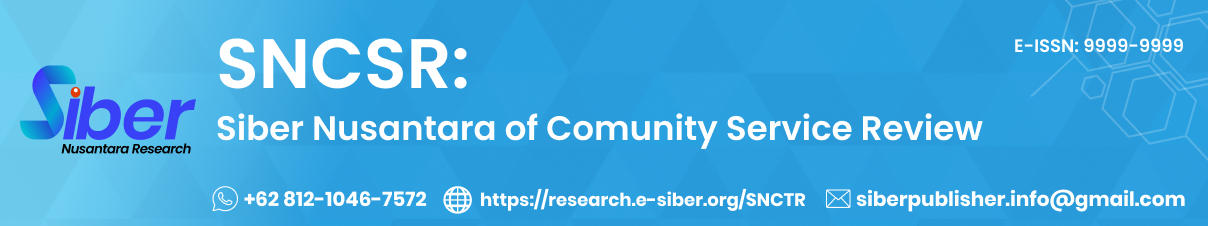 SNCSR:
E-ISSN: 9999-9999
Siber
Nusantara Research
Siber Nusantara of Comunity Service Review
+62 812-1046-7572
https://research.e-siber.org/SNCTR
siberpublisher.info@gmail.com